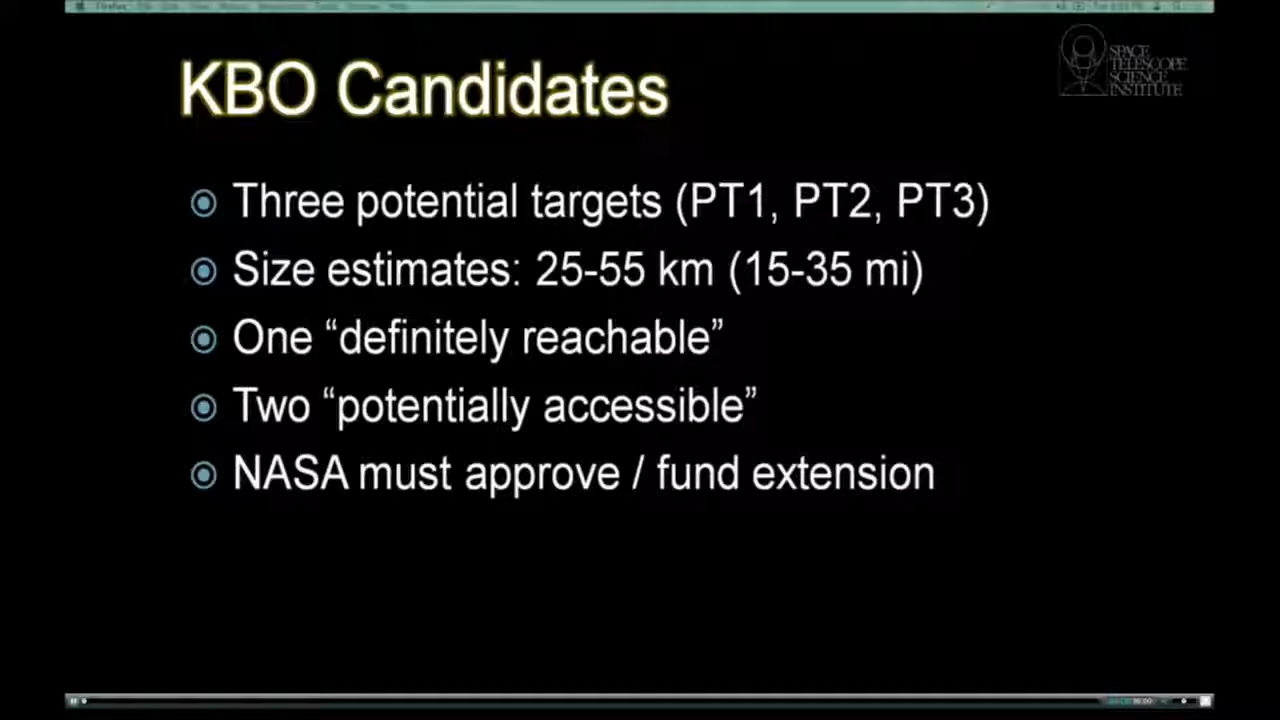 KBO Candidates
SPACE
TELESCOPE
SCIENCE
INSTITUTE
Three potential targets (PT1, PT2, PT3)
Size estimates: 25-55 km (15-35 mi)
One “definitely reachable”
Two “potentially accessible”
NASA must approve / fund extension